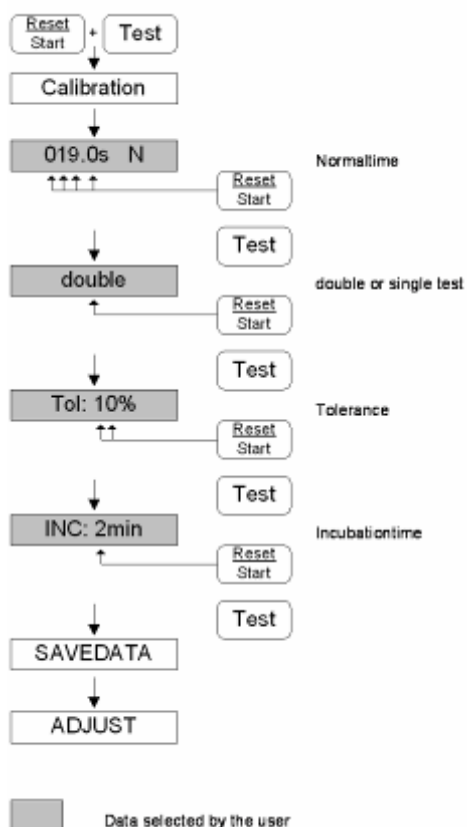 Reset
Start
+
Test
Calibration
019.0s N
Normaltime
Reset
Start
Test
double
double or single test
Reset
Start
Test
Tol: 10%
Tolerance
Reset
Start
Test
INC: 2min
Incubationtime
Reset
Start
Test
SAVEDATA
ADJUST
Data selected by the user